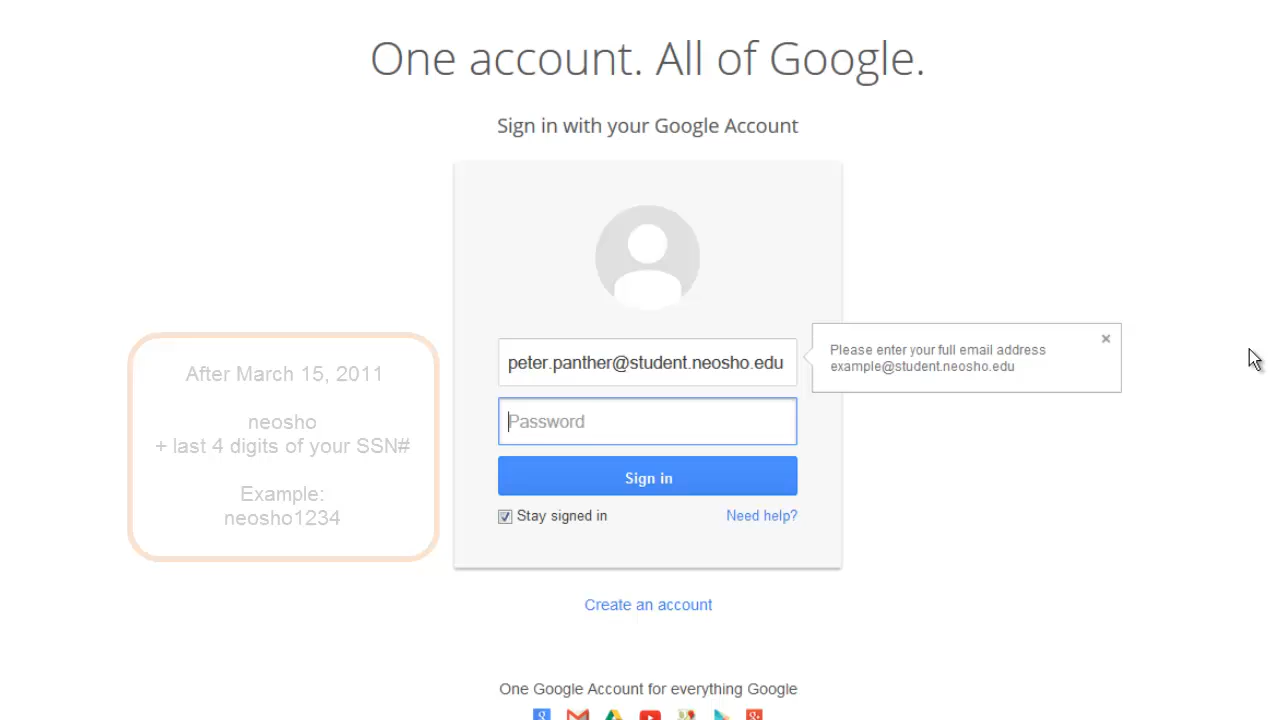 One account. All of Google.
Sign in with your Google Account
peter.panther@student.neosho.edu
Please enter your full email address
example@student.neosho.edu
Password
Sign in
Stay signed in
Need help?
After March 15, 2011
neosho
+ last 4 digits of your SSN#
Example:
neosho1234
Create an account
One Google Account for everything Google